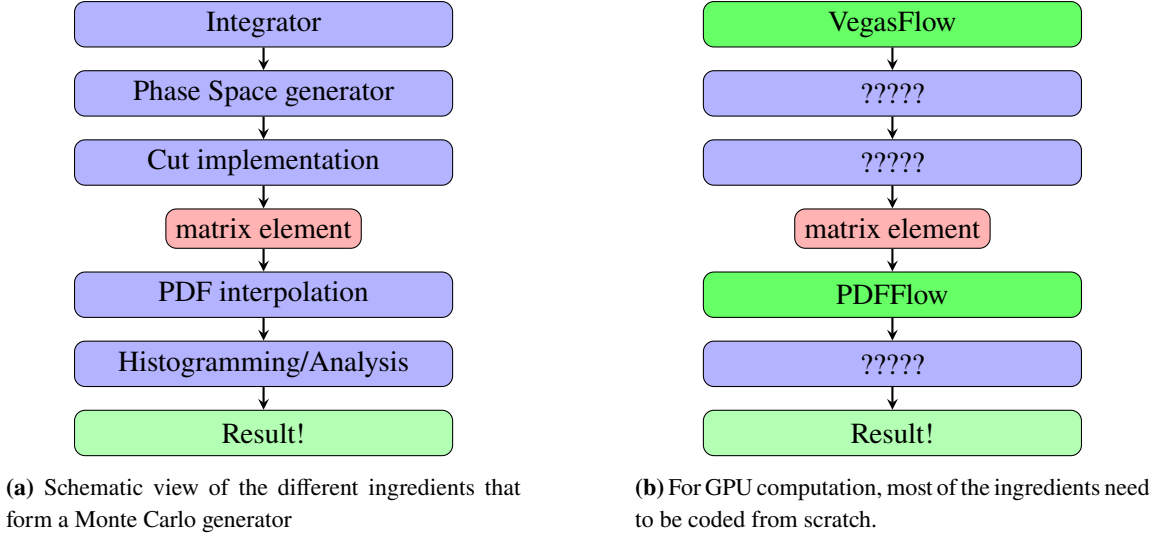 Integrator
Phase Space generator
Cut implementation
matrix element
PDF interpolation
Histogramming/Analysis
Result!
(a) Schematic view of the different ingredients that
form a Monte Carlo generator
VegasFlow
?????
?????
matrix element
PDFFlow
?????
Result!
(b) For GPU computation, most of the ingredients need
to be coded from scratch.